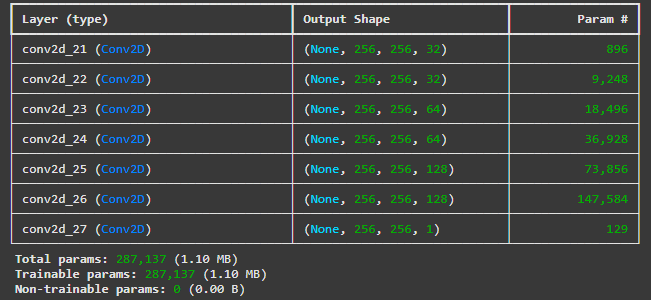 Layer (type) Output Shape Param #
conv2d_21 (Conv2D) (None, 256, 256, 32) 896
conv2d_22 (Conv2D) (None, 256, 256, 32) 9,248
conv2d_23 (Conv2D) (None, 256, 256, 64) 18,496
conv2d_24 (Conv2D) (None, 256, 256, 64) 36,928
conv2d_25 (Conv2D) (None, 256, 256, 128) 73,856
conv2d_26 (Conv2D) (None, 256, 256, 128) 147,584
conv2d_27 (Conv2D) (None, 256, 256, 1) 129
Total params: 287,137 (1.10 MB)
Trainable params: 287,137 (1.10 MB)
Non-trainable params: 0 (0.00 B)